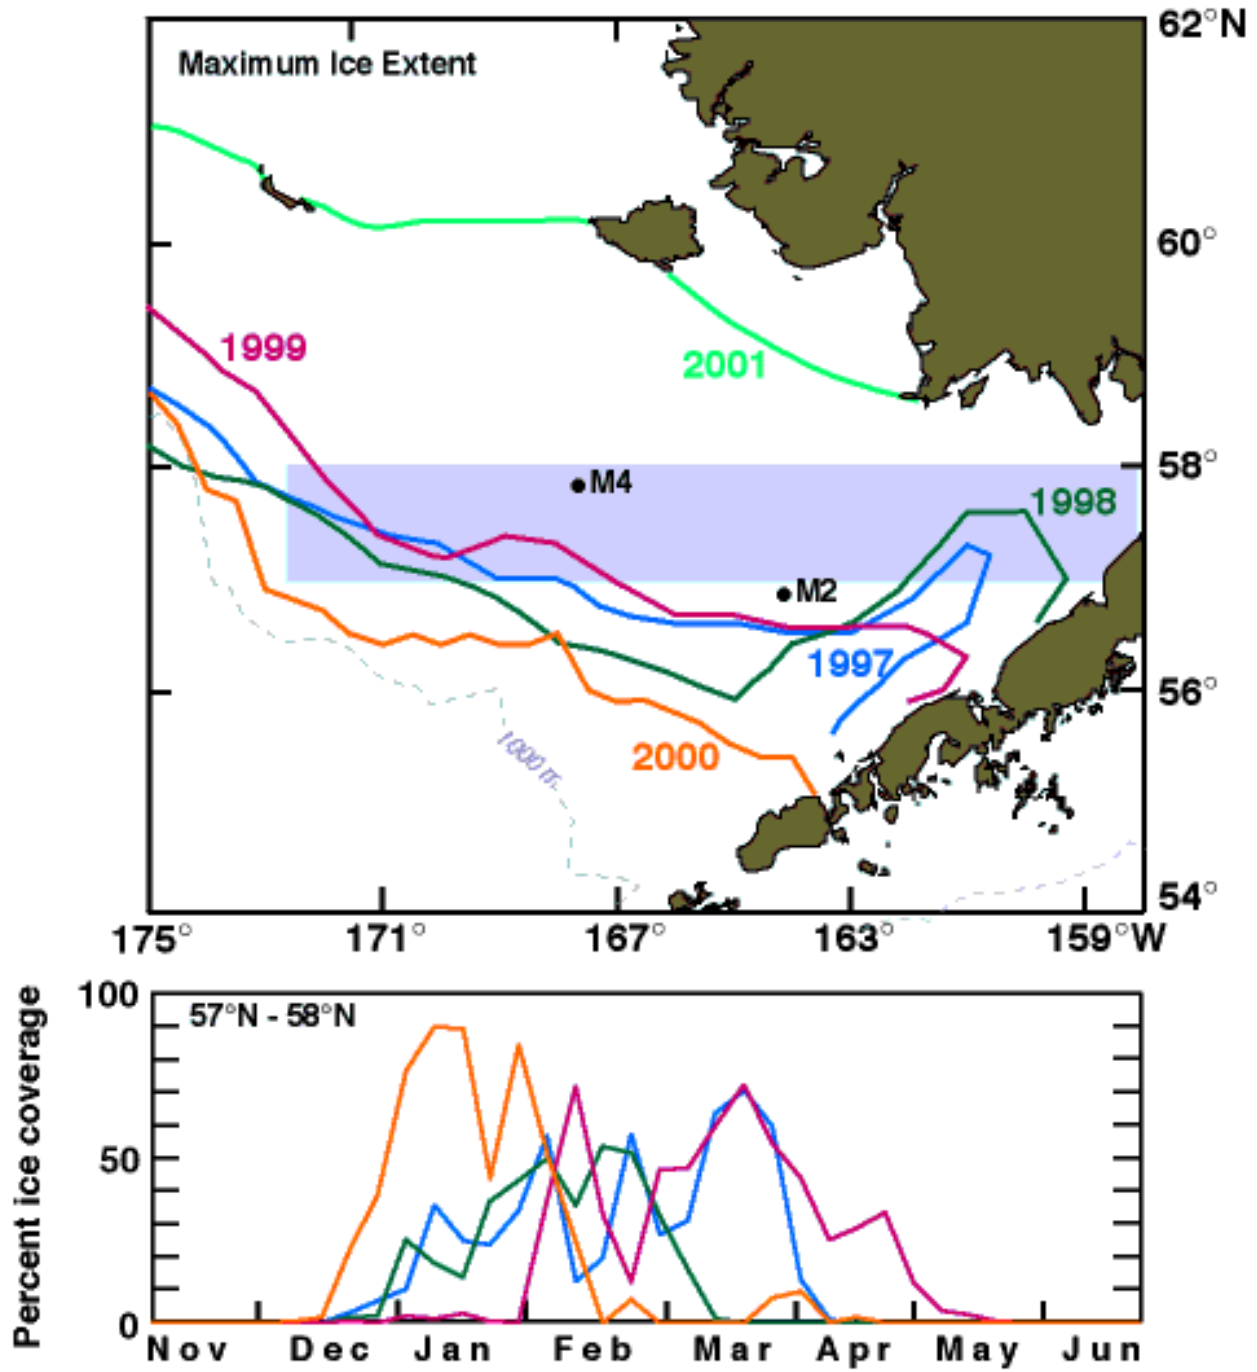 62°N
Maximum Ice Extent
60°
1999
2001
58°
M4
1998
M2
1997
56°
2000
1000 m
54°
175° 171° 167° 163° 159°W
100
57°N - 58°N
Percent ice coverage
50
0
Nov Dec Jan Feb Mar Apr May Jun